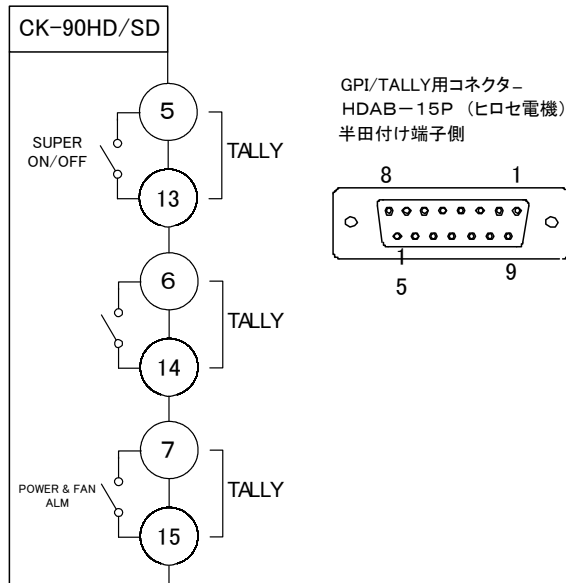 CK-90HD/SD
5
SUPER
ON/OFF
TALLY
13
6
TALLY
14
7
POWER & FAN
ALM
TALLY
15
GPI/TALLY用コネクター
HDAB-15P (ヒロセ電機)
半田付け端子側
8 1
1
5
9